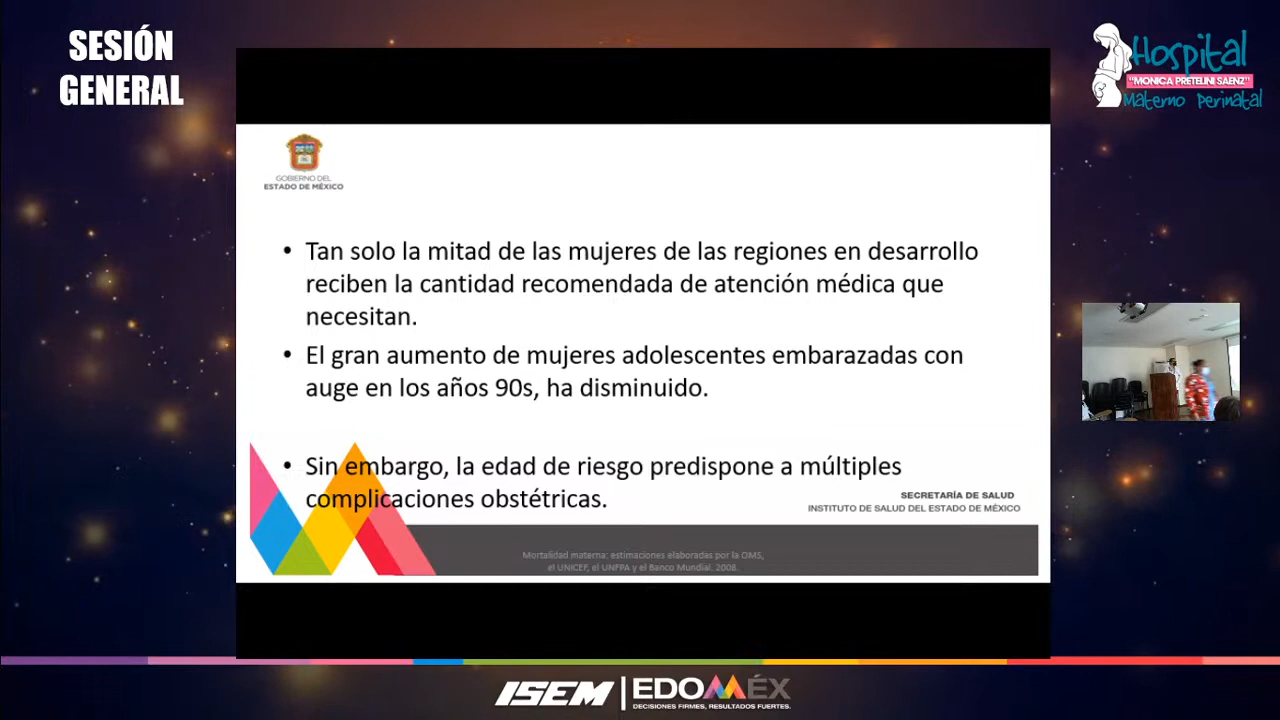 SESIÓN
GENERAL
Hospital
"MONICA PRETELINI SAENZ"
Materno Perinatal
GOBIERNO DEL
ESTADO DE MÉXICO
• Tan solo la mitad de las mujeres de las regiones en desarrollo
reciben la cantidad recomendada de atención médica que
necesitan.
• El gran aumento de mujeres adolescentes embarazadas con
auge en los años 90s, ha disminuido.
• Sin embargo, la edad de riesgo predispone a múltiples
complicaciones obstétricas.
SECRETARÍA DE SALUD
INSTITUTO DE SALUD DEL ESTADO DE MÉXICO
Mortalidad materna: estimaciones elaboradas por la OMS,
el UNICEF, el UNFPA y el Banco Mundial. 2008.
ISEM | EDOMÉX
DECISIONES FIRMES, RESULTADOS FUERTES.